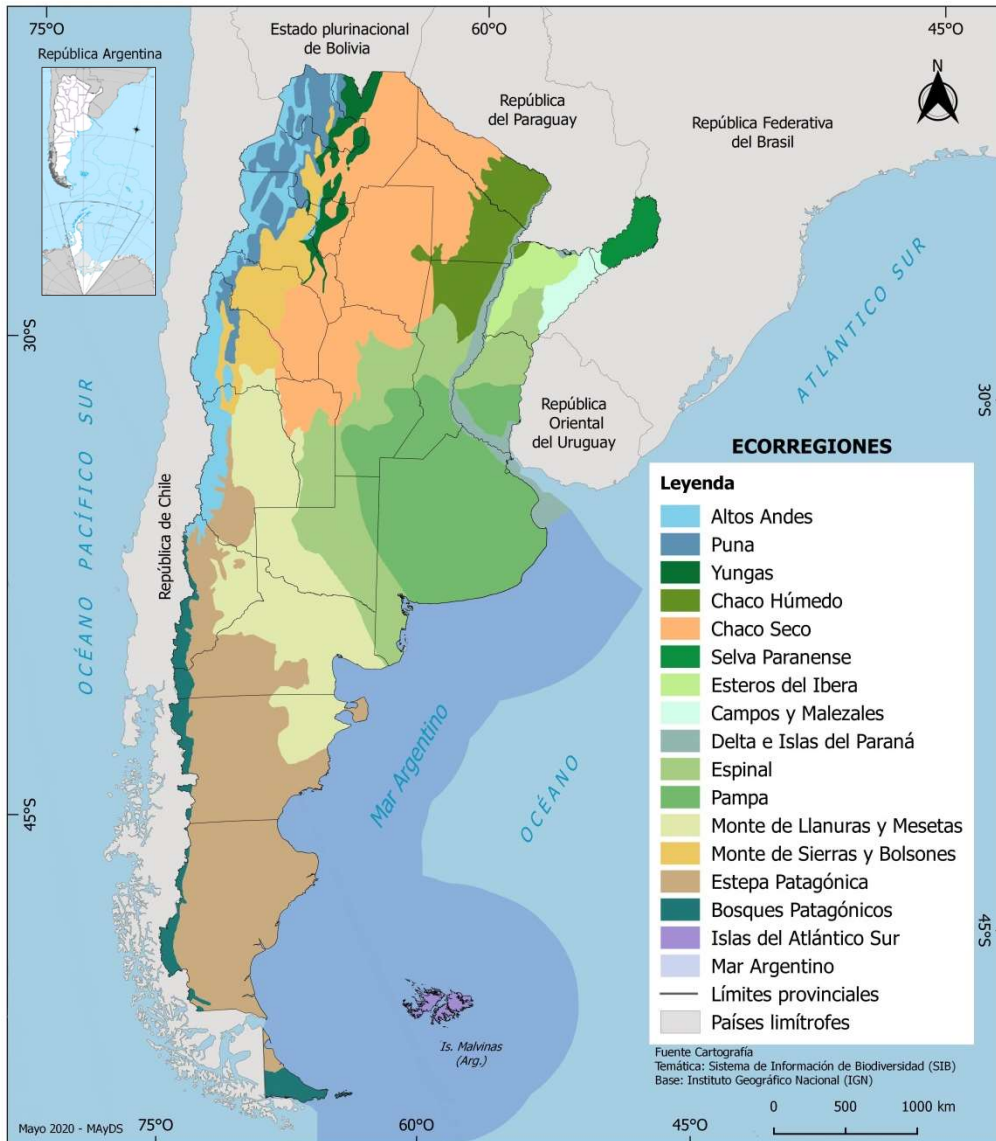 75°O
60°O
45°O
República Argentina
Estado plurinacional
de Bolivia
República
del Paraguay
República Federativa
del Brasil
N
30°S
30°S
OCÉANO PACÍFICO SUR
República de Chile
República
Oriental
del Uruguay
ATLÁNTICO SUR
Mar Argentino
OCÉANO
45°S
45°S
Is. Malvinas
(Arg.)
ECORREGIONES
Leyenda
Altos Andes
Puna
Yungas
Chaco Húmedo
Chaco Seco
Selva Paranense
Esteros del Ibera
Campos y Malezales
Delta e Islas del Paraná
Espinal
Pampa
Monte de Llanuras y Mesetas
Monte de Sierras y Bolsones
Estepa Patagónica
Bosques Patagónicos
Islas del Atlántico Sur
Mar Argentino
Límites provinciales
Países limítrofes
Fuente Cartografía
Temática: Sistema de Información de Biodiversidad (SIB)
Base: Instituto Geográfico Nacional (IGN)
0 500 1000 km
Mayo 2020 - MAyDS
75°O
60°O
45°O